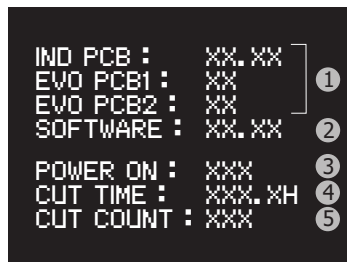 IND PCB : XX.XX
EVO PCB1 : XX 1
EVO PCB2 : XX
SOFTWARE : XX.XX 2
POWER ON : XXX 3
CUT TIME : XXX.XH 4
CUT COUNT : XXX 5